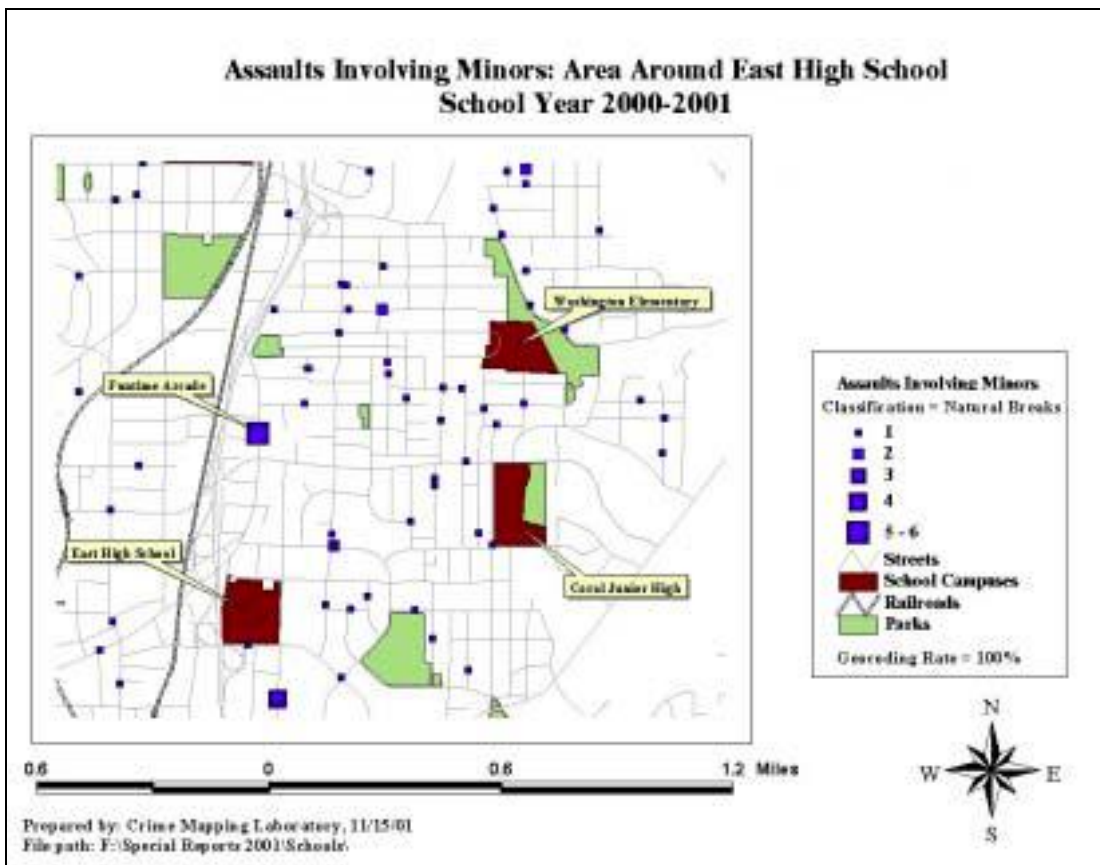 Assaults Involving Minors: Area Around East High School
School Year 2000-2001
Washington Elementary
Funtime Arcade
East High School
Coral Junior High
Assaults Involving Minors
Classification = Natural Breaks
1
2
3
4
5 - 6
Streets
School Campuses
Railroads
Parks
Geocoding Rate = 100%
N
W
E
S
0.6
0
0.6
1.2 Miles
Prepared by: Crime Mapping Laboratory, 11/15/01
File path: F:\Special Reports 2001\Schools\